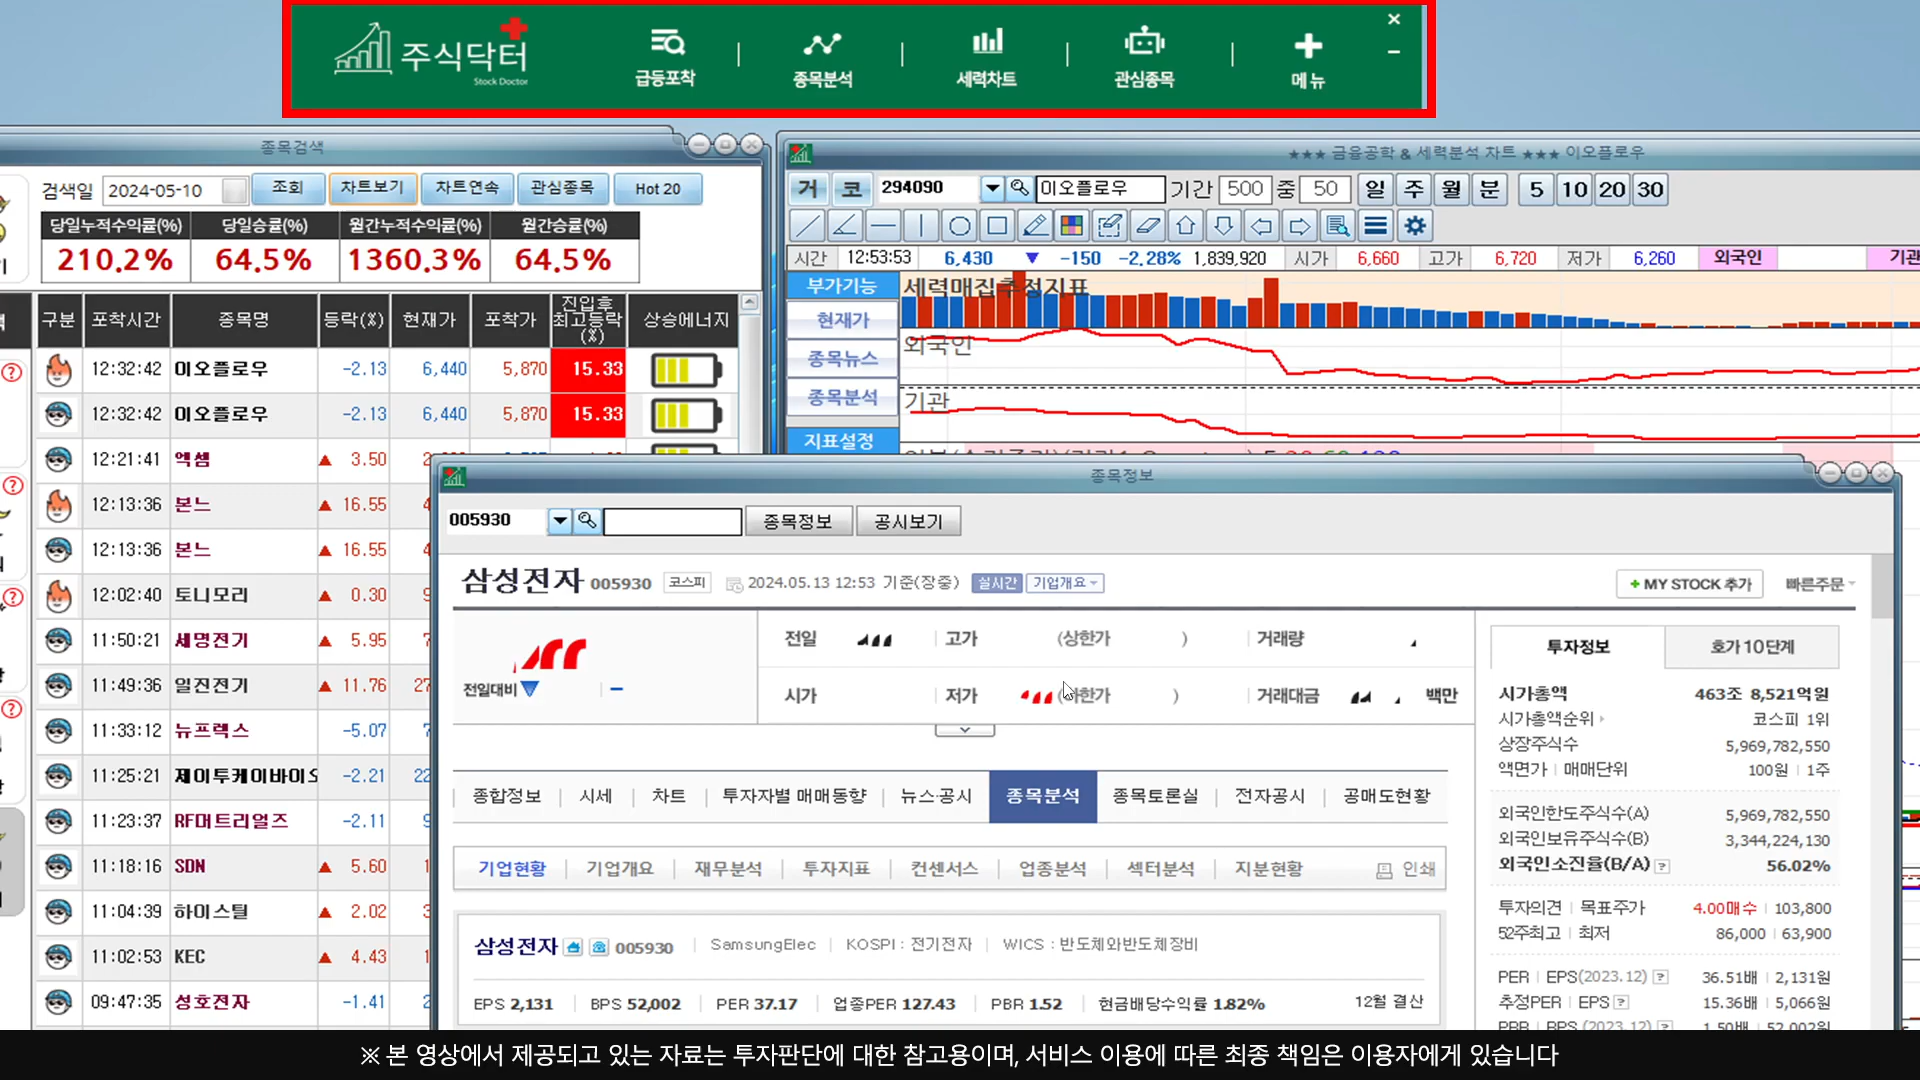 주식닥터
Stock Doctor
급등포착
종목분석
세력차트
관심종목
메뉴
종목검색
검색일 2024-05-10 조회 차트보기 차트연속 관심종목 Hot 20
당일누적수익률(%) 당일승률(%) 월간누적수익률(%) 월간승률(%)
210.2% 64.5% 1360.3% 64.5%
구분 포착시간 종목명 등락(%) 현재가 포착가 진입후 최고등락 (%) 상승에너지
12:32:42 이오플로우 -2.13 6,440 5,870 15.33
12:32:42 이오플로우 -2.13 6,440 5,870 15.33
12:21:41 엑셈 ▲ 3.50
12:13:36 본느 ▲ 16.55
12:13:36 본느 ▲ 16.55
12:02:40 토니모리 ▲ 0.30
11:50:21 세명전기 ▲ 5.95
11:49:36 일진전기 ▲ 11.76
11:33:12 뉴프렉스 -5.07
11:25:21 제이투케이바이오 -2.21
11:23:37 RF머트리얼즈 -2.11
11:18:16 SDN ▲ 5.60
11:04:39 하이스틸 ▲ 2.02
11:02:53 KEC ▲ 4.43
09:47:35 성호전자 -1.41
★★★ 금융공학 & 세력분석 차트 ★★★ 이오플로우
거 코 294090 이오플로우 기간 500 중 50 일 주 월 분 5 10 20 30
시간 12:53:53 6,430 ▼ -150 -2.28% 1,839,920 시가 6,660 고가 6,720 저가 6,260 외국인 기관
부가기능
현재가
종목뉴스
종목분석
지표설정
세력매집추정지표
외국인
기관
종목정보
005930 종목정보 공시보기
삼성전자 005930 코스피 2024.05.13 12:53 기준(장중) 실시간 기업개요
+ MY STOCK 추가 빠른주문
전일대비 ▼
전일 고가 (상한가 ) 거래량
시가 저가 (하한가 ) 거래대금 백만
종합정보 시세 차트 투자자별 매매동향 뉴스·공시 종목분석 종목토론실 전자공시 공매도현황
기업현황 기업개요 재무분석 투자지표 컨센서스 업종분석 섹터분석 지분현황 인쇄
삼성전자 005930 SamsungElec KOSPI : 전기전자 WICS : 반도체와반도체장비
EPS 2,131 BPS 52,002 PER 37.17 업종PER 127.43 PBR 1.52 현금배당수익률 1.82% 12월 결산
투자정보 호가 10단계
시가총액 463조 8,521억원
시가총액순위 코스피 1위
상장주식수 5,969,782,550
액면가 | 매매단위 100원 | 1주
외국인한도주식수(A) 5,969,782,550
외국인보유주식수(B) 3,344,224,130
외국인소진율(B/A) ? 56.02%
투자의견 | 목표주가 4.00매수 | 103,800
52주최고 | 최저 86,000 | 63,900
PER | EPS(2023.12) ? 36.51배 | 2,131원
추정PER | EPS ? 15.36배 | 5,066원
PBR | BPS (2023.12) ? 1.50배 | 52,002원
※ 본 영상에서 제공되고 있는 자료는 투자판단에 대한 참고용이며, 서비스 이용에 따른 최종 책임은 이용자에게 있습니다